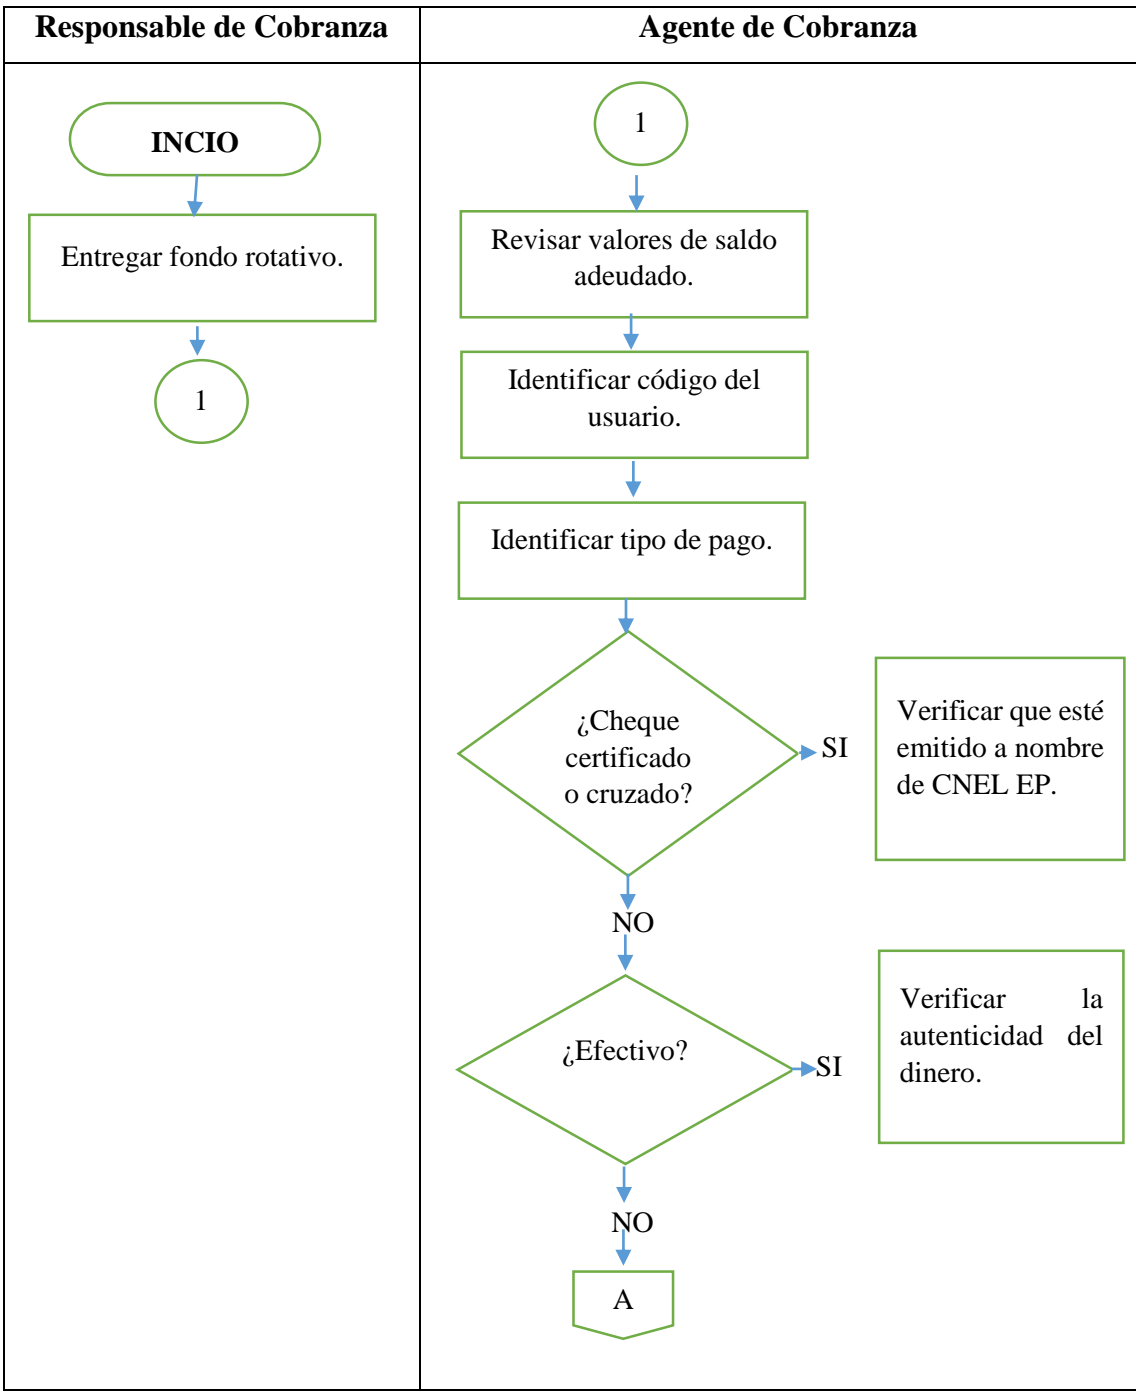 Responsable de Cobranza
Agente de Cobranza
INCIO
Entregar fondo rotativo.
1
1
Revisar valores de saldo
adeudado.
Identificar código del
usuario.
Identificar tipo de pago.
¿Cheque
certificado
o cruzado?
SI
Verificar que esté
emitido a nombre
de CNEL EP.
NO
¿Efectivo?
SI
Verificar la
autenticidad del
dinero.
NO
A